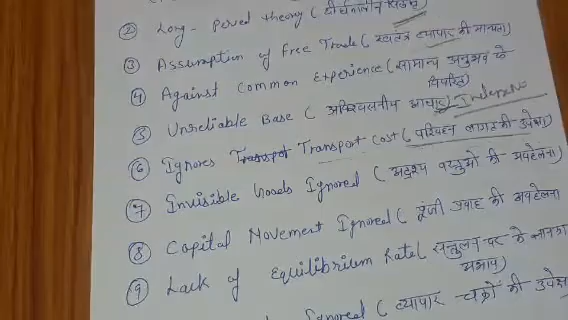 ② Long-Period theory (दीर्घकालीन सिद्धांत)
③ Assumption of Free Trade (स्वतंत्र व्यापार की मान्यता)
④ Against Common Experience (सामान्य अनुभव के
विपरीत)
⑤ Unreliable Base (अविश्वसनीय आधार)
⑥ Ignores Transport Cost (परिवहन लागत की उपेक्षा)
⑦ Invisible Goods Ignored (अदृश्य वस्तुओं की अवहेलना)
⑧ Capital Movement Ignored (पूंजी प्रवाह की अवहेलना
⑨ Lack of Equilibrium Rate (सन्तुलन दर के
अभाव)
Ignored (व्यापार चक्रों की उपेक्षा